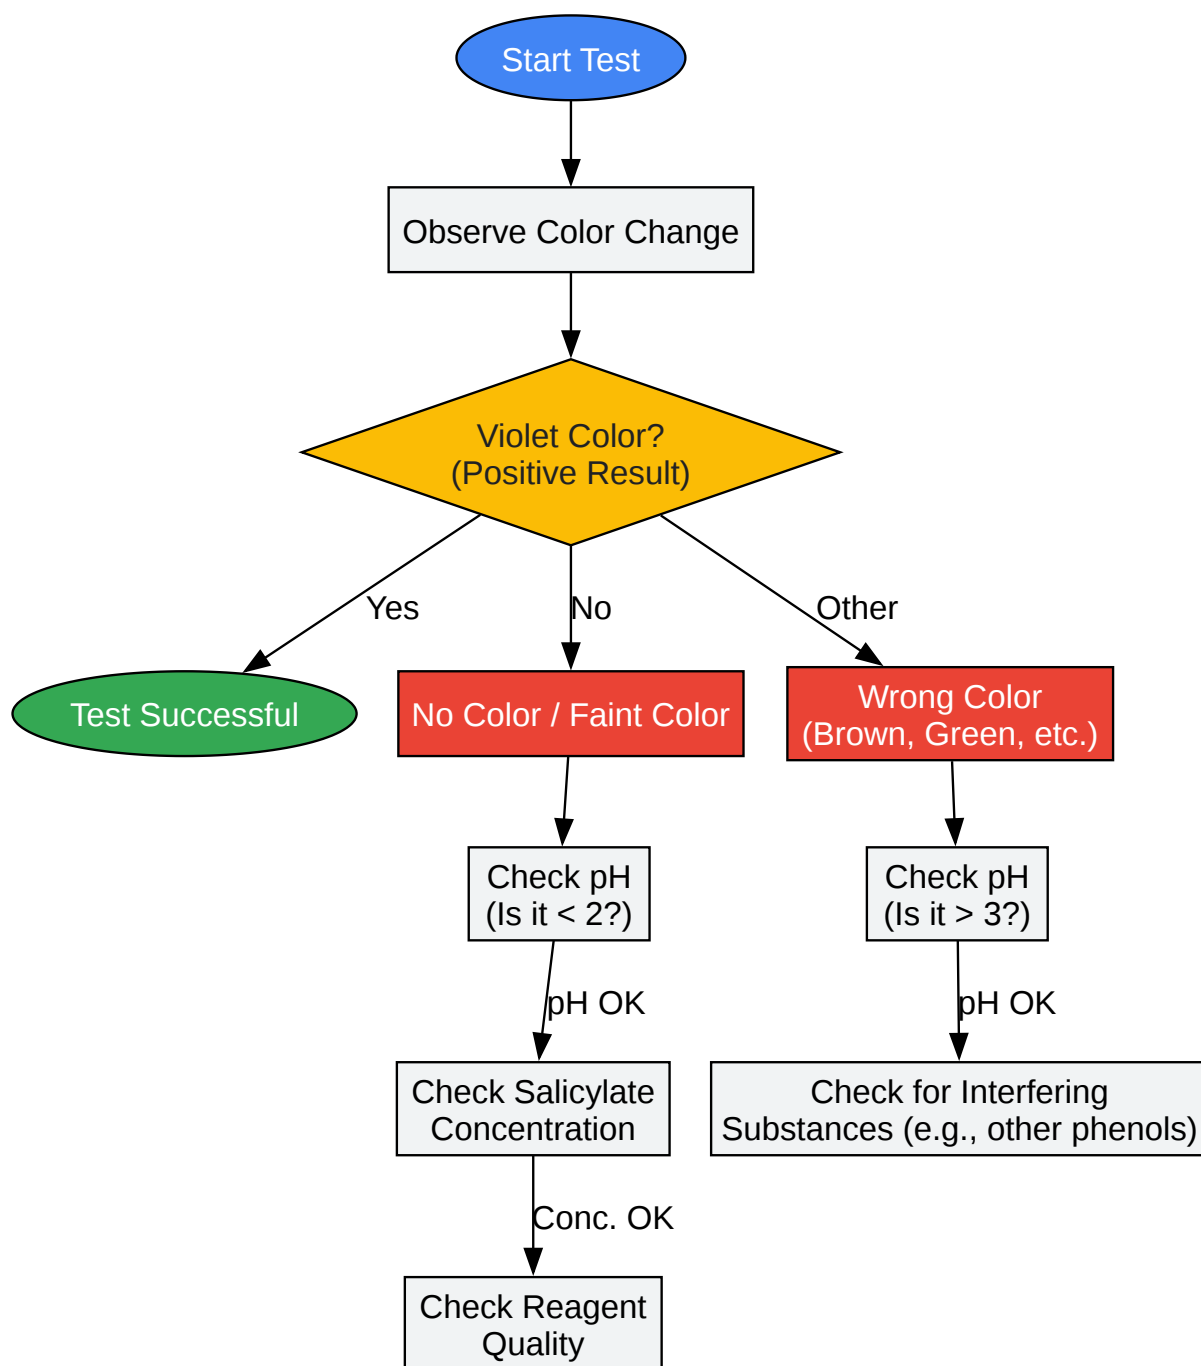 Start Test
Observe Color Change
Violet Color?
(Positive Result)
Yes
No
Other
Test Successful
No Color / Faint Color
Wrong Color
(Brown, Green, etc.)
Check pH
(Is it < 2?)
Check pH
(Is it > 3?)
pH OK
pH OK
Check Salicylate
Concentration
Check for Interfering
Substances (e.g., other phenols)
Conc. OK
Check Reagent
Quality